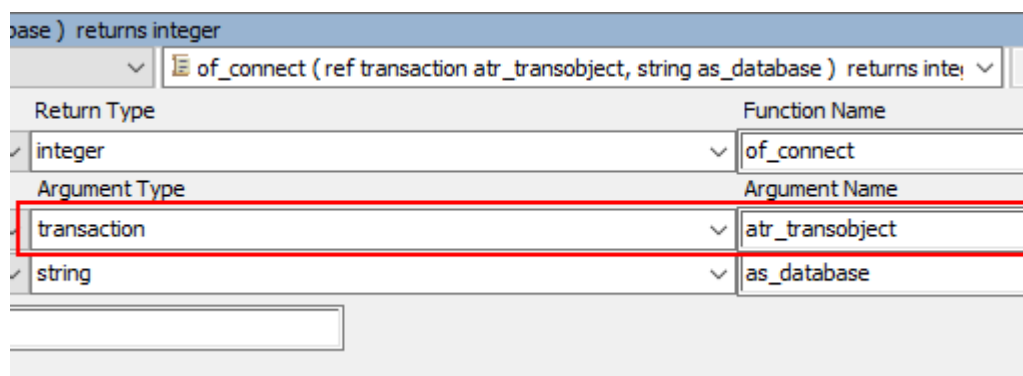 ase ) returns integer
of_connect ( ref transaction atr_transobject, string as_database ) returns inte
Return Type Function Name
integer of_connect
Argument Type Argument Name
transaction atr_transobject
string as_database